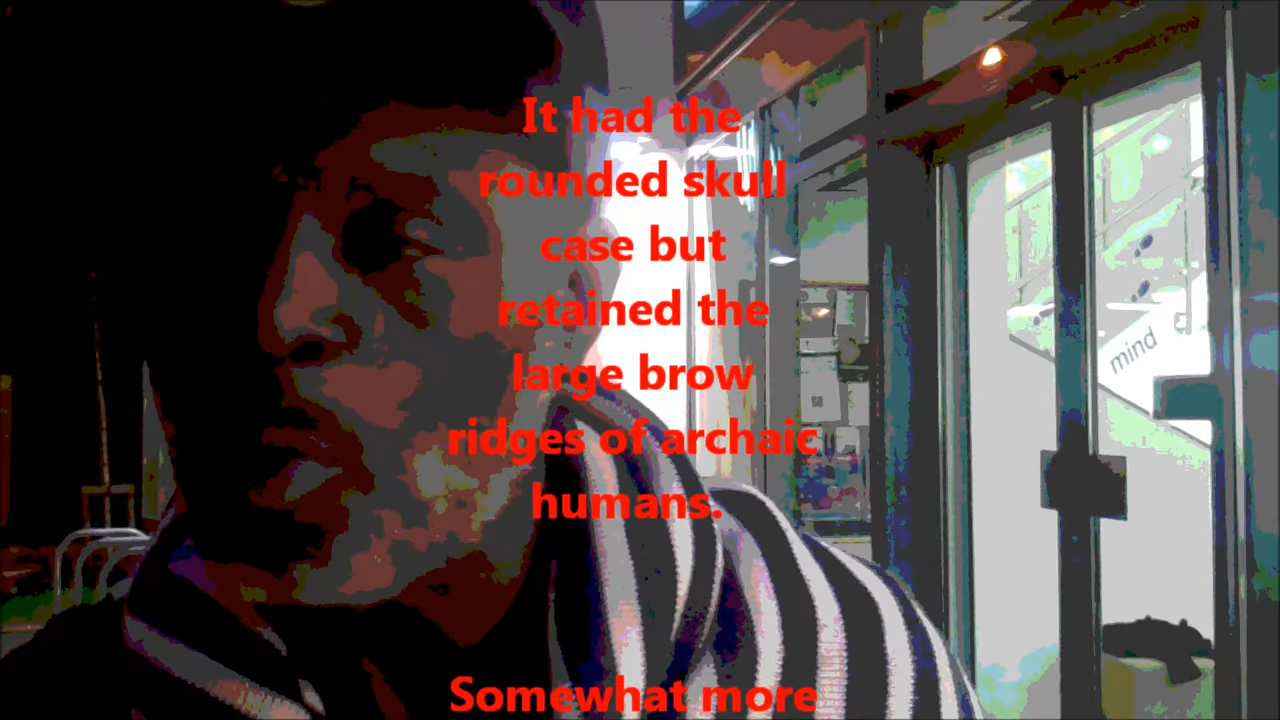 It had the
rounded skull
case but
retained the
large brow
ridges of archaic
humans.
Somewhat more
mind